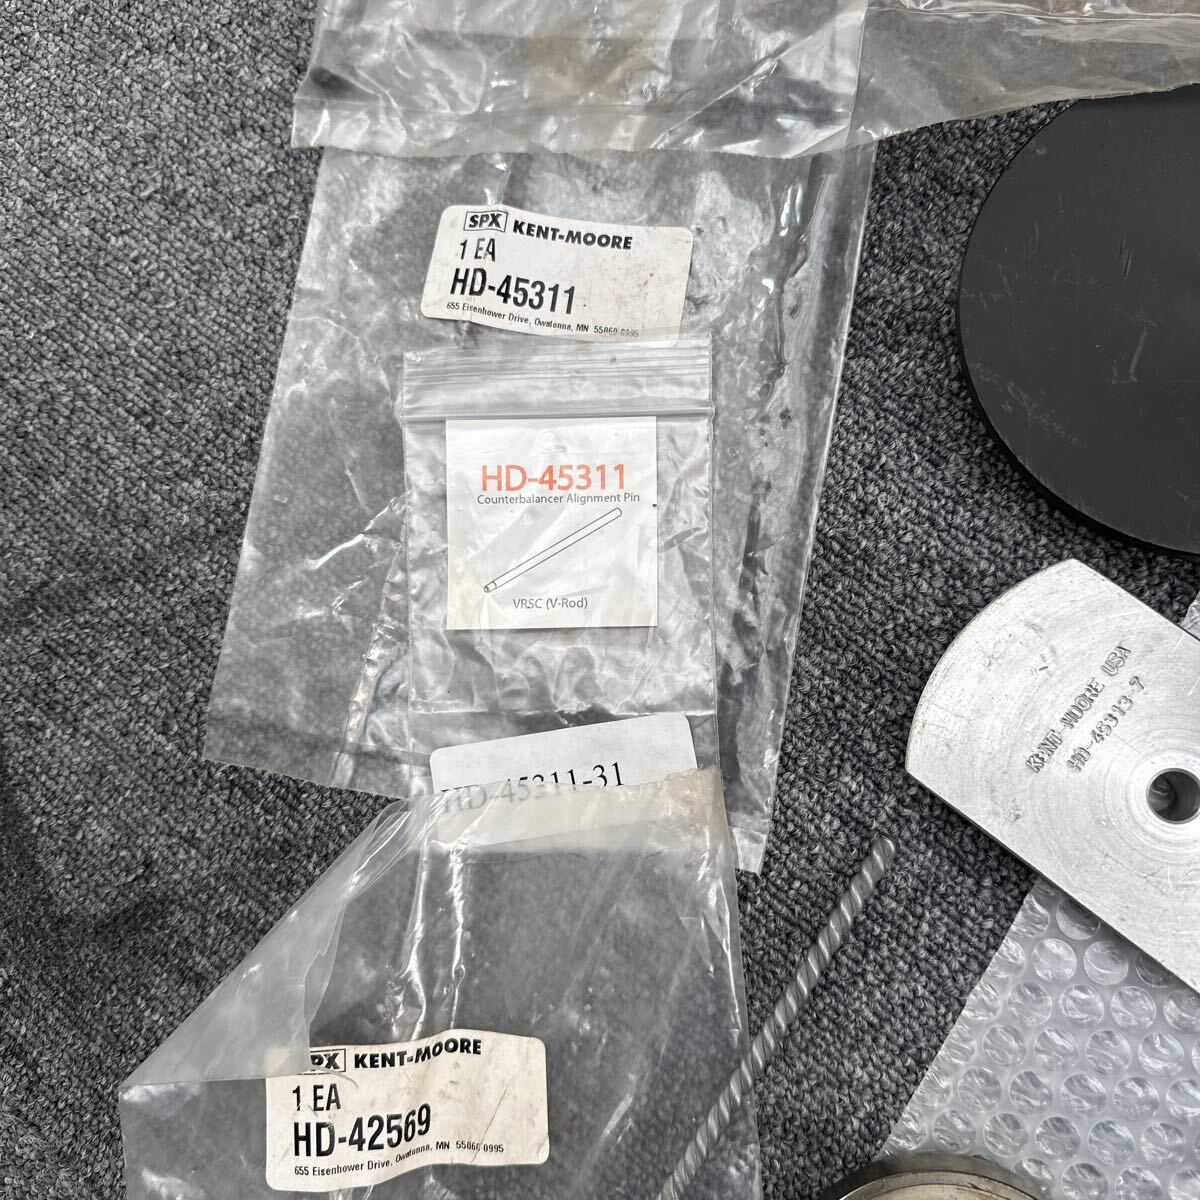 SPX KENT-MOORE
1 EA
HD-45311
655 Eisenhower Drive, Owatonna, MN 55060-0995
HD-45311
Counterbalancer Alignment Pin
VRSC (V-Rod)
HD-45311-31
KENT-MOORE USA
HD-45313-7
SPX KENT-MOORE
1 EA
HD-42569
655 Eisenhower Drive, Owatonna, MN 55060-0995